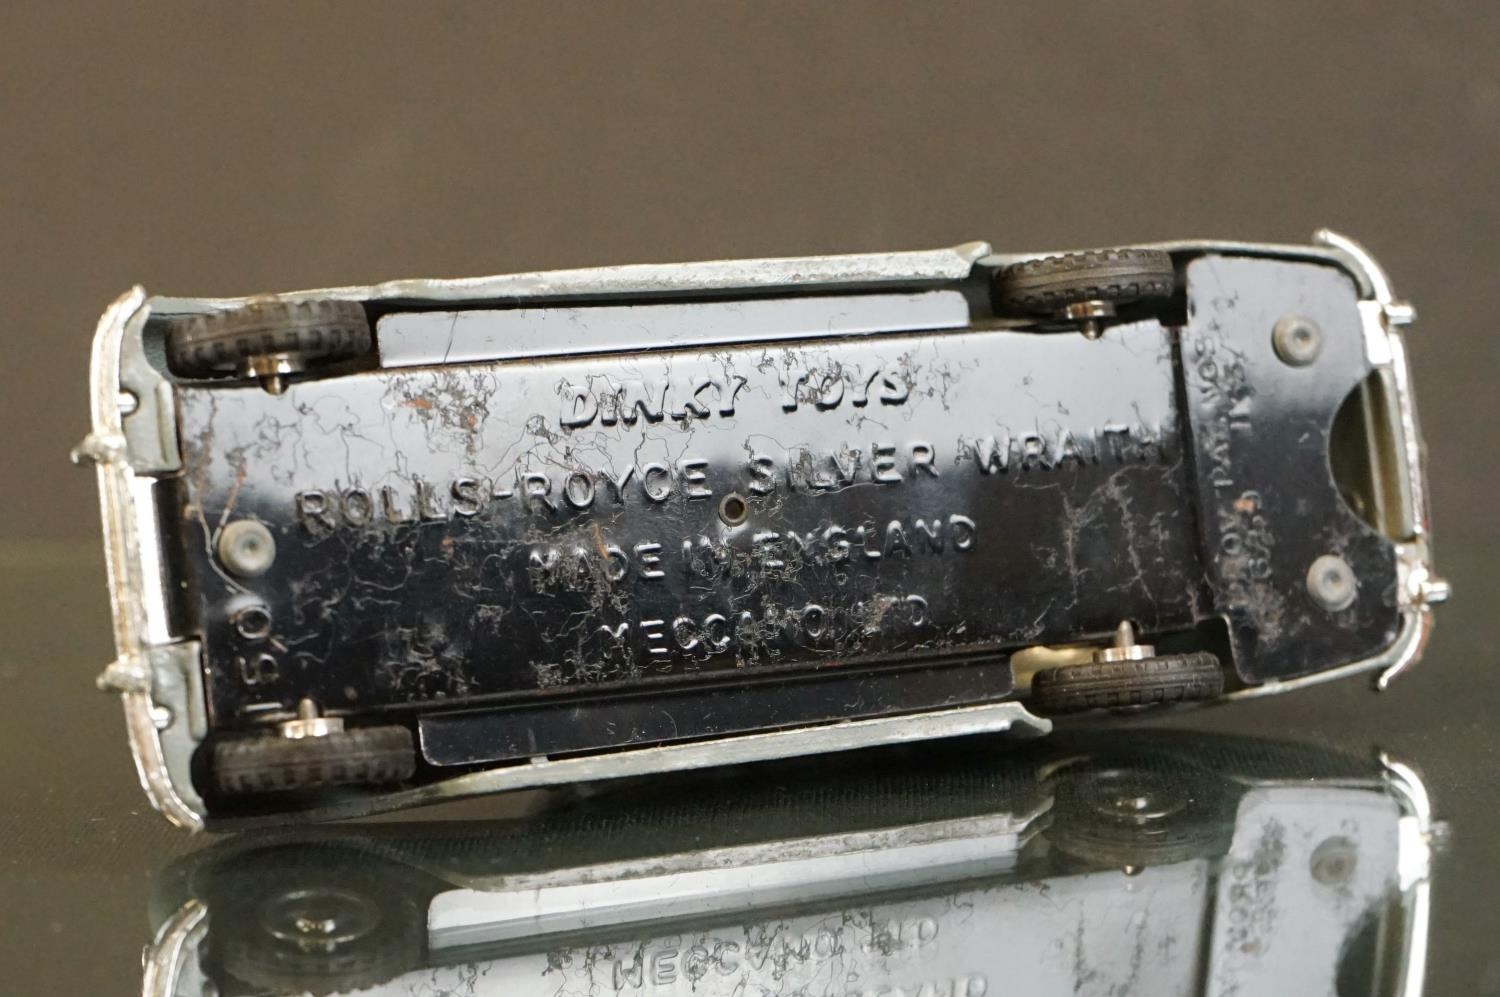 DINKY TOYS
ROLLS-ROYCE SILVER WRAITH
MADE IN ENGLAND
MECCANO LTD
150